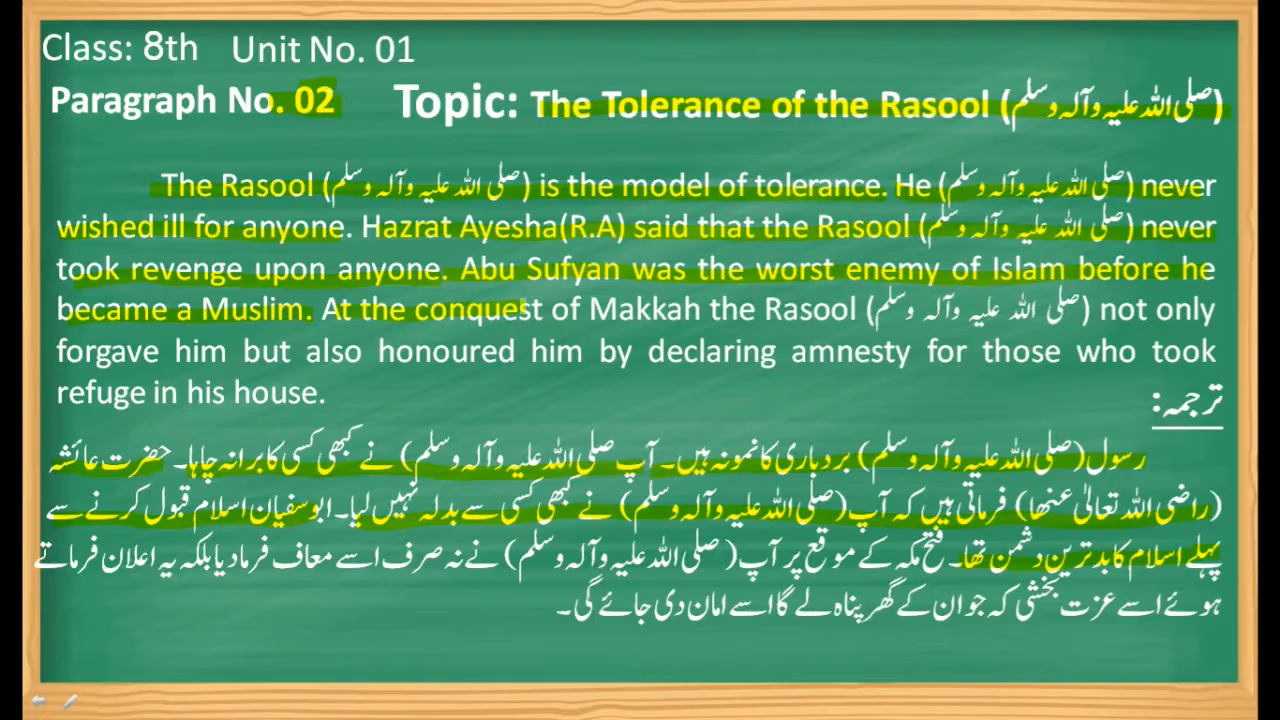 Class: 8th Unit No. 01
Paragraph No. 02 Topic: The Tolerance of the Rasool (صلی اللہ علیہ وآلہ وسلم)
The Rasool (صلی اللہ علیہ وآلہ وسلم) is the model of tolerance. He (صلی اللہ علیہ وآلہ وسلم) never
wished ill for anyone. Hazrat Ayesha(R.A) said that the Rasool (صلی اللہ علیہ وآلہ وسلم) never
took revenge upon anyone. Abu Sufyan was the worst enemy of Islam before he
became a Muslim. At the conquest of Makkah the Rasool (صلی اللہ علیہ وآلہ وسلم) not only
forgave him but also honoured him by declaring amnesty for those who took
refuge in his house.
ترجمہ:
رسول(صلی اللہ علیہ وآلہ وسلم) بردباری کا نمونہ ہیں۔ آپ صلی اللہ علیہ وآلہ وسلم) نے کبھی کسی کا برا نہ چاہا۔ حضرت عائشہ
(راضی اللہ تعالیٰ عنھا) فرماتی ہیں کہ آپ(صلی اللہ علیہ وآلہ وسلم) نے کبھی کسی سے بدلہ نہیں لیا۔ ابو سفیان اسلام قبول کرنے سے
پہلے اسلام کا بدترین دشمن تھا۔ فتح مکہ کے موقع پر آپ( صلی اللہ علیہ وآلہ وسلم) نے نہ صرف اسے معاف فرما دیا بلکہ یہ اعلان فرماتے
ہوئے اسے عزت بخشی کہ جو ان کے گھر پناہ لے گا اسے امان دی جائے گی۔